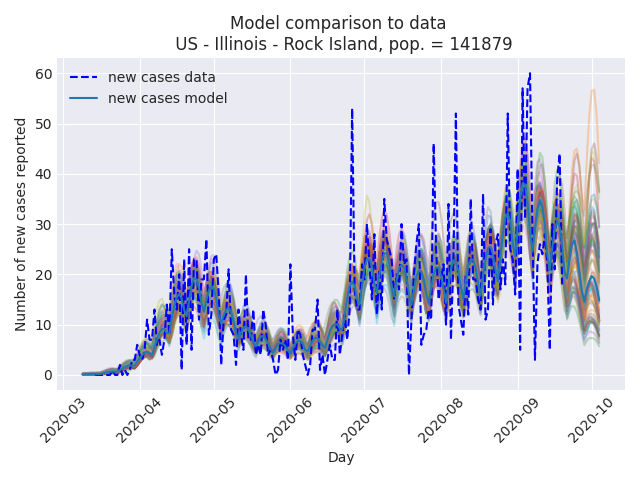 Model comparison to data
US - Illinois - Rock Island, pop. = 141879
new cases data
new cases model
Number of new cases reported
60
50
40
30
20
10
0
2020-03
2020-04
2020-05
2020-06
2020-07
2020-08
2020-09
2020-10
Day